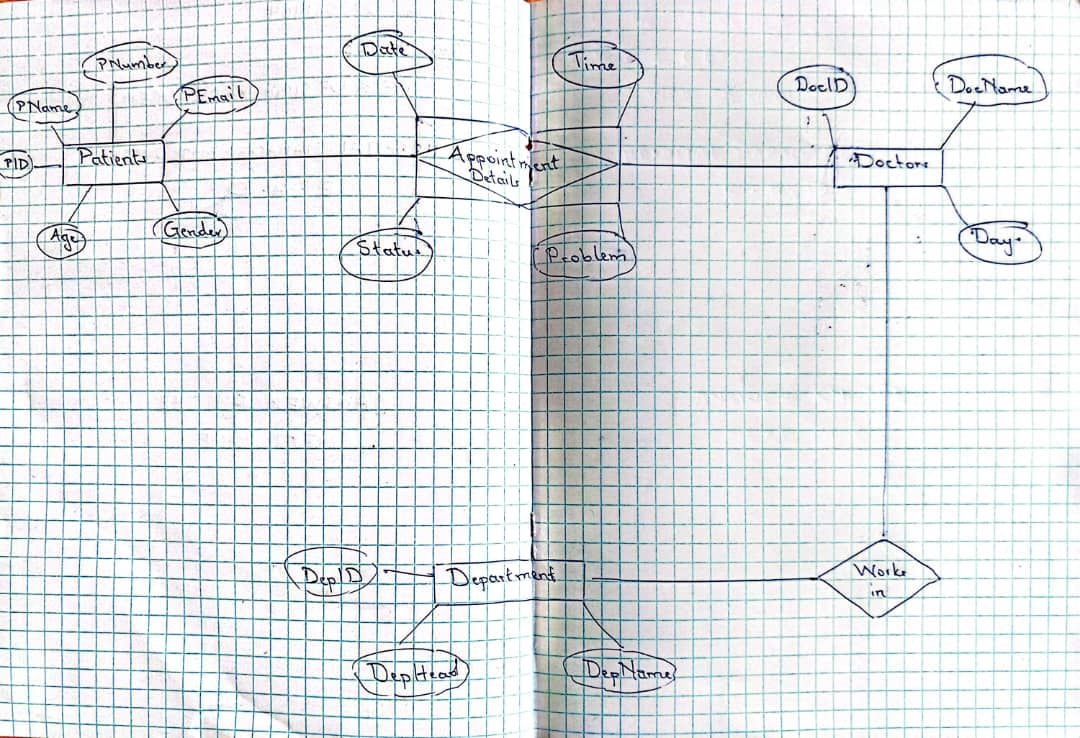 Date
Time
PNumber
DocID
DocName
PEmail
PName
Patients
Appointment
Details
Doctors
PID
Age
Gender
Status
Problem
Day
Works
in
DepID
Department
DepHead
DepName